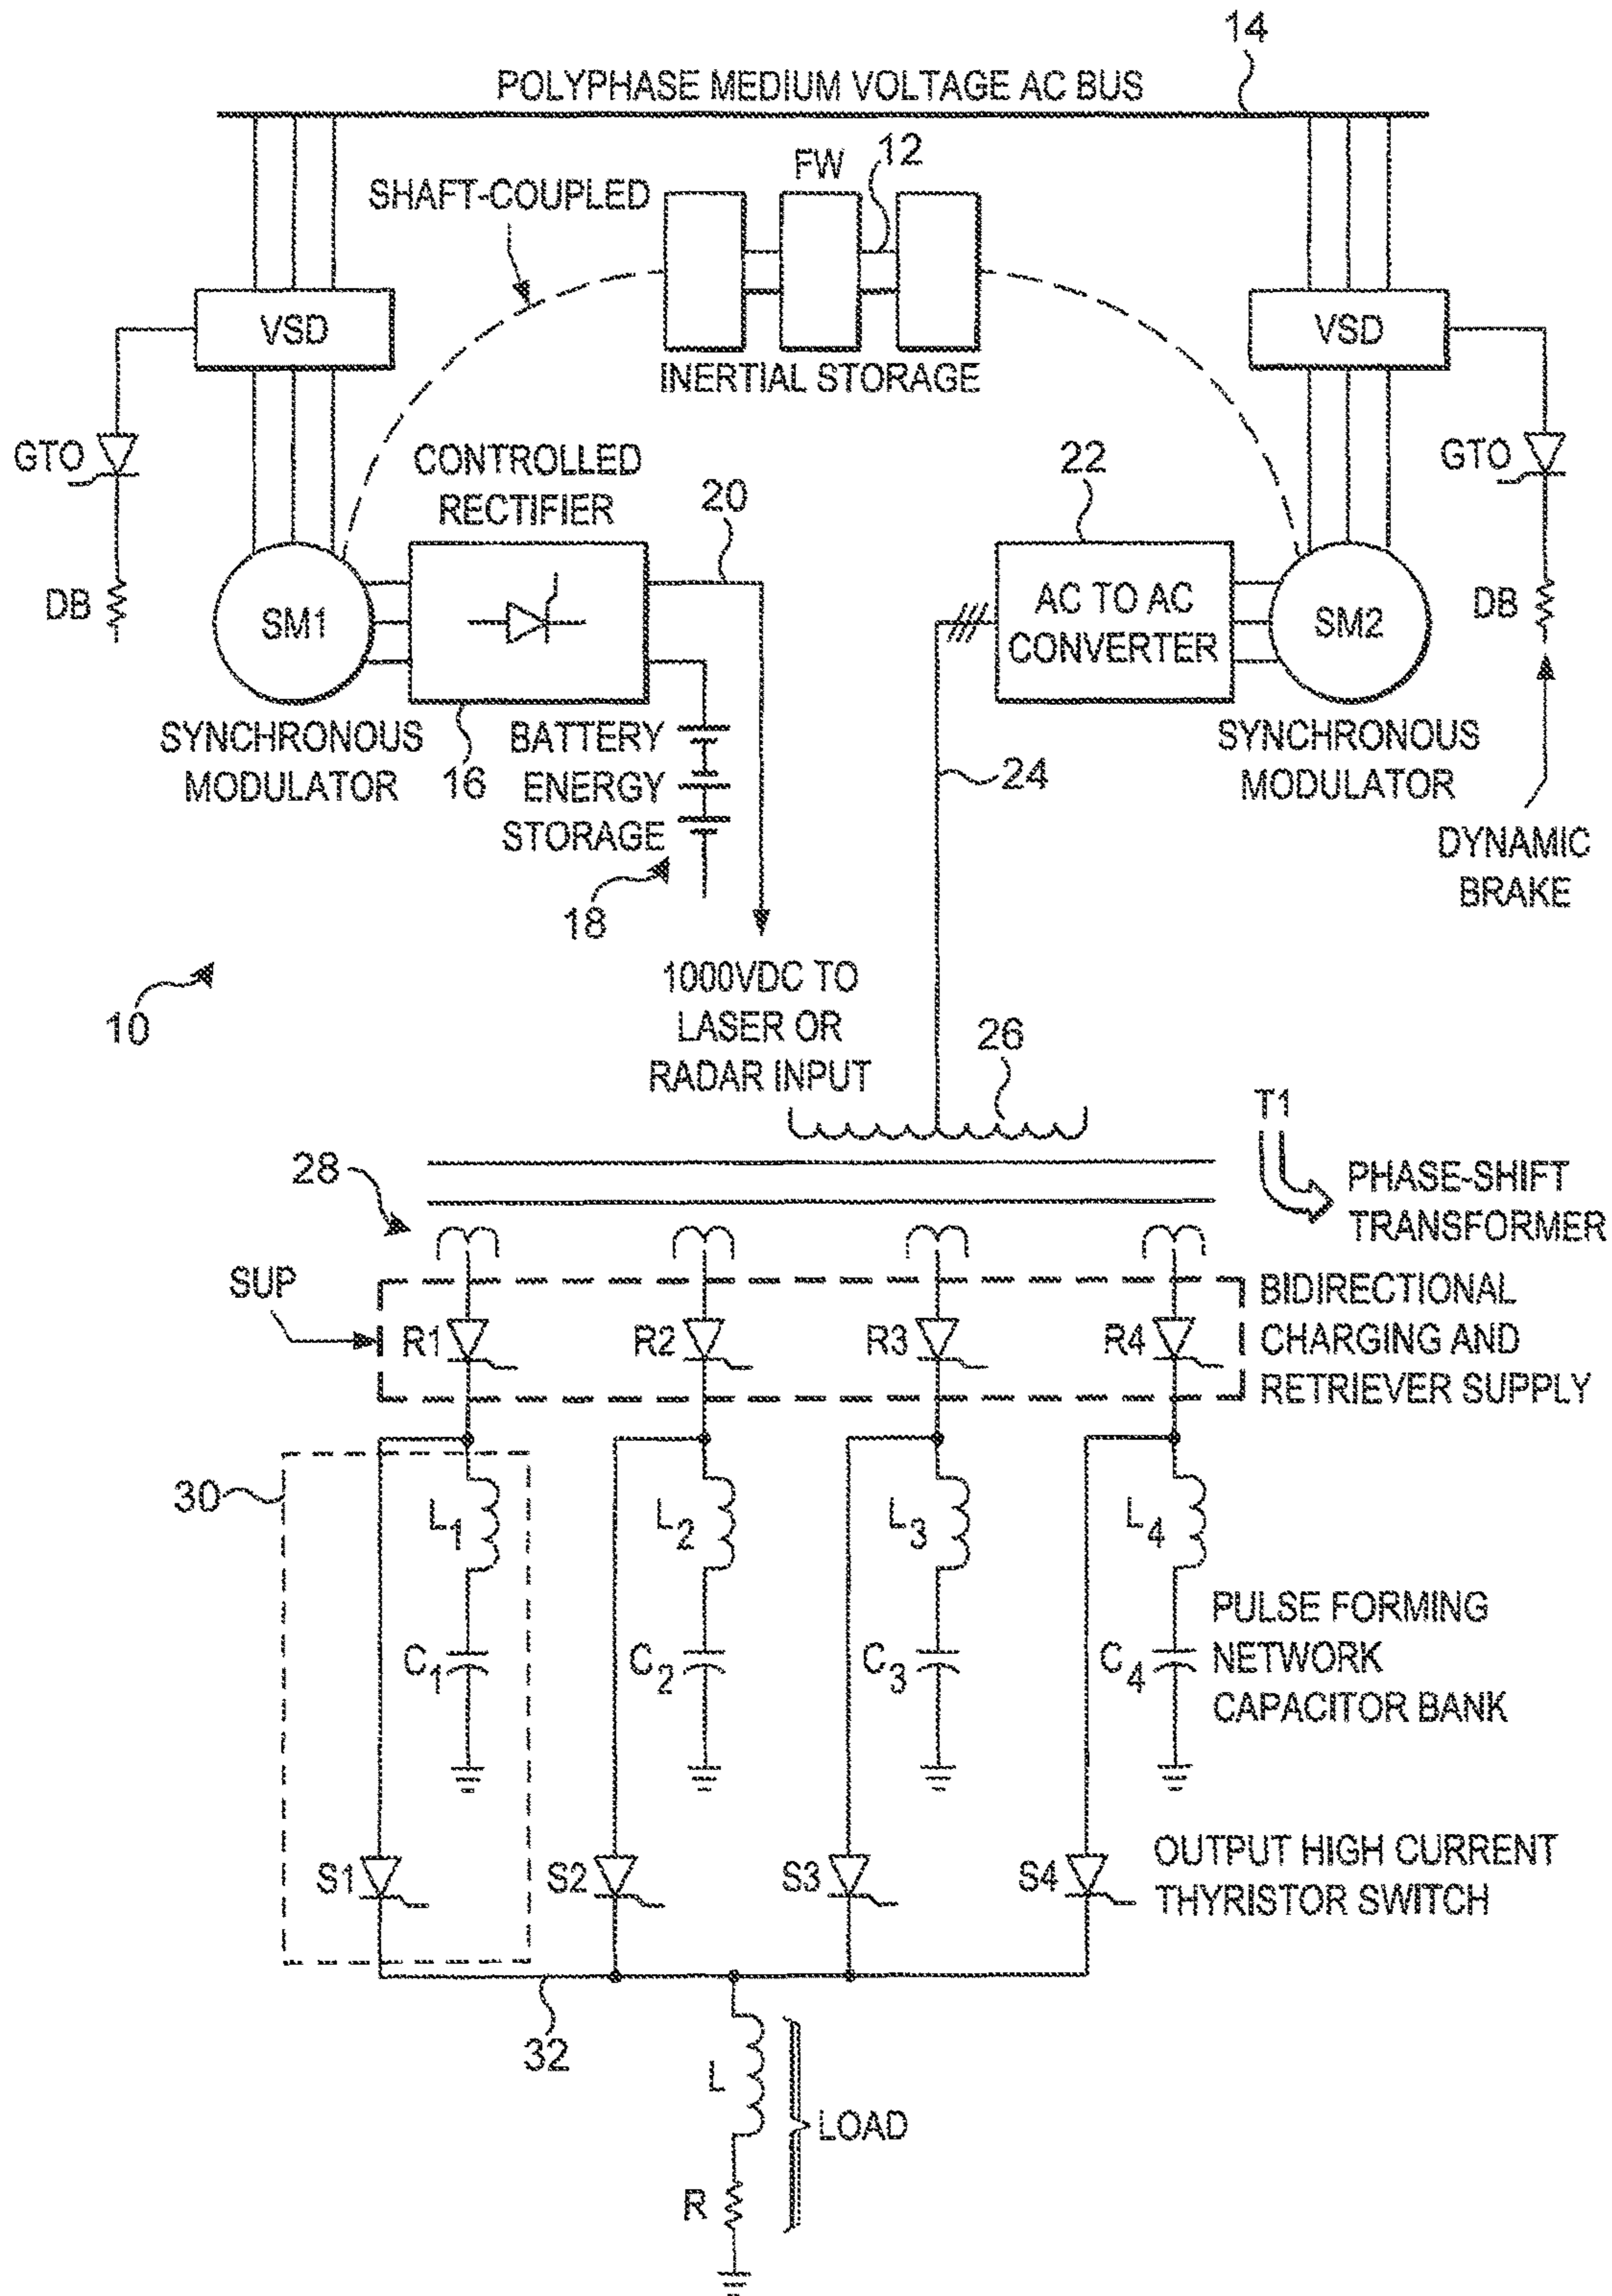 14
POLYPHASE MEDIUM VOLTAGE AC BUS
FW
12
SHAFT-COUPLED
VSD
VSD
INERTIAL STORAGE
GTO
CONTROLLED
RECTIFIER
20
22
GTO
DB
SM1
AC TO AC
CONVERTER
SM2
DB
SYNCHRONOUS
MODULATOR
16
BATTERY
ENERGY
STORAGE
18
24
SYNCHRONOUS
MODULATOR
DYNAMIC
BRAKE
10
1000VDC TO
LASER OR
RADAR INPUT
26
T1
28
PHASE-SHIFT
TRANSFORMER
SUP
R1
R2
R3
R4
BIDIRECTIONAL
CHARGING AND
RETRIEVER SUPPLY
30
L1
L2
L3
L4
C1
C2
C3
C4
PULSE FORMING
NETWORK
CAPACITOR BANK
S1
S2
S3
S4
OUTPUT HIGH CURRENT
THYRISTOR SWITCH
32
L
LOAD
R